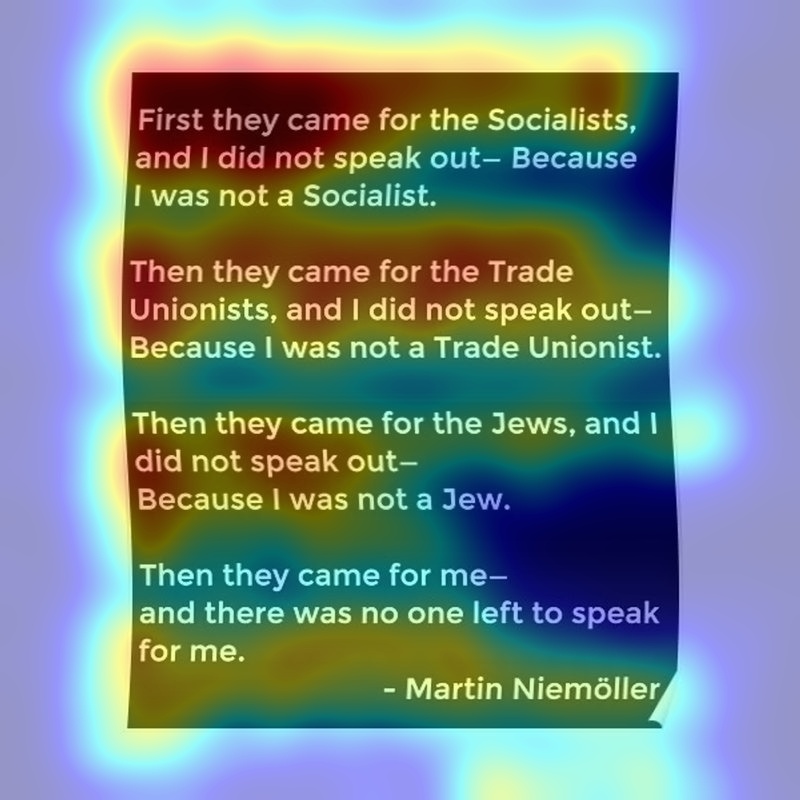 First they came for the Socialists,
and I did not speak out— Because
I was not a Socialist.
Then they came for the Trade
Unionists, and I did not speak out—
Because I was not a Trade Unionist.
Then they came for the Jews, and I
did not speak out—
Because I was not a Jew.
Then they came for me—
and there was no one left to speak
for me.
- Martin Niemöller